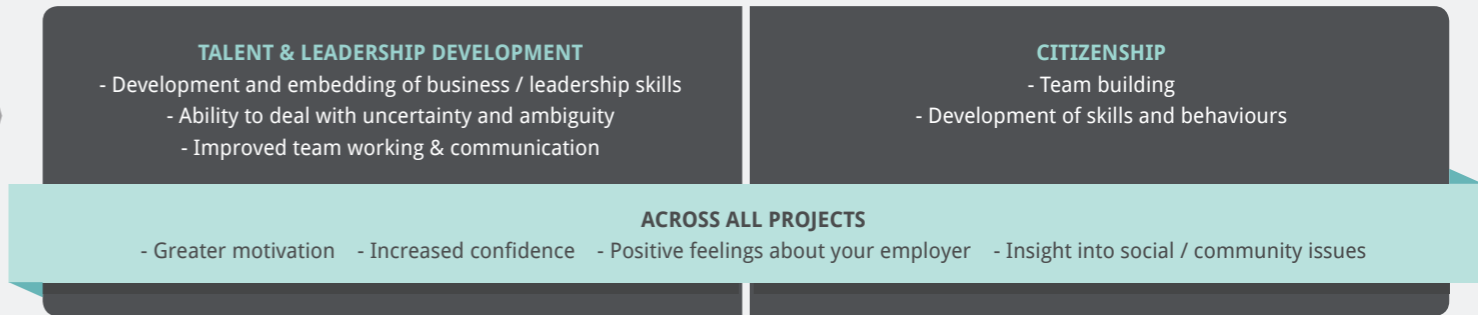 TALENT & LEADERSHIP DEVELOPMENT
- Development and embedding of business / leadership skills
- Ability to deal with uncertainty and ambiguity
- Improved team working & communication
CITIZENSHIP
- Team building
- Development of skills and behaviours
ACROSS ALL PROJECTS
- Greater motivation - Increased confidence - Positive feelings about your employer - Insight into social / community issues